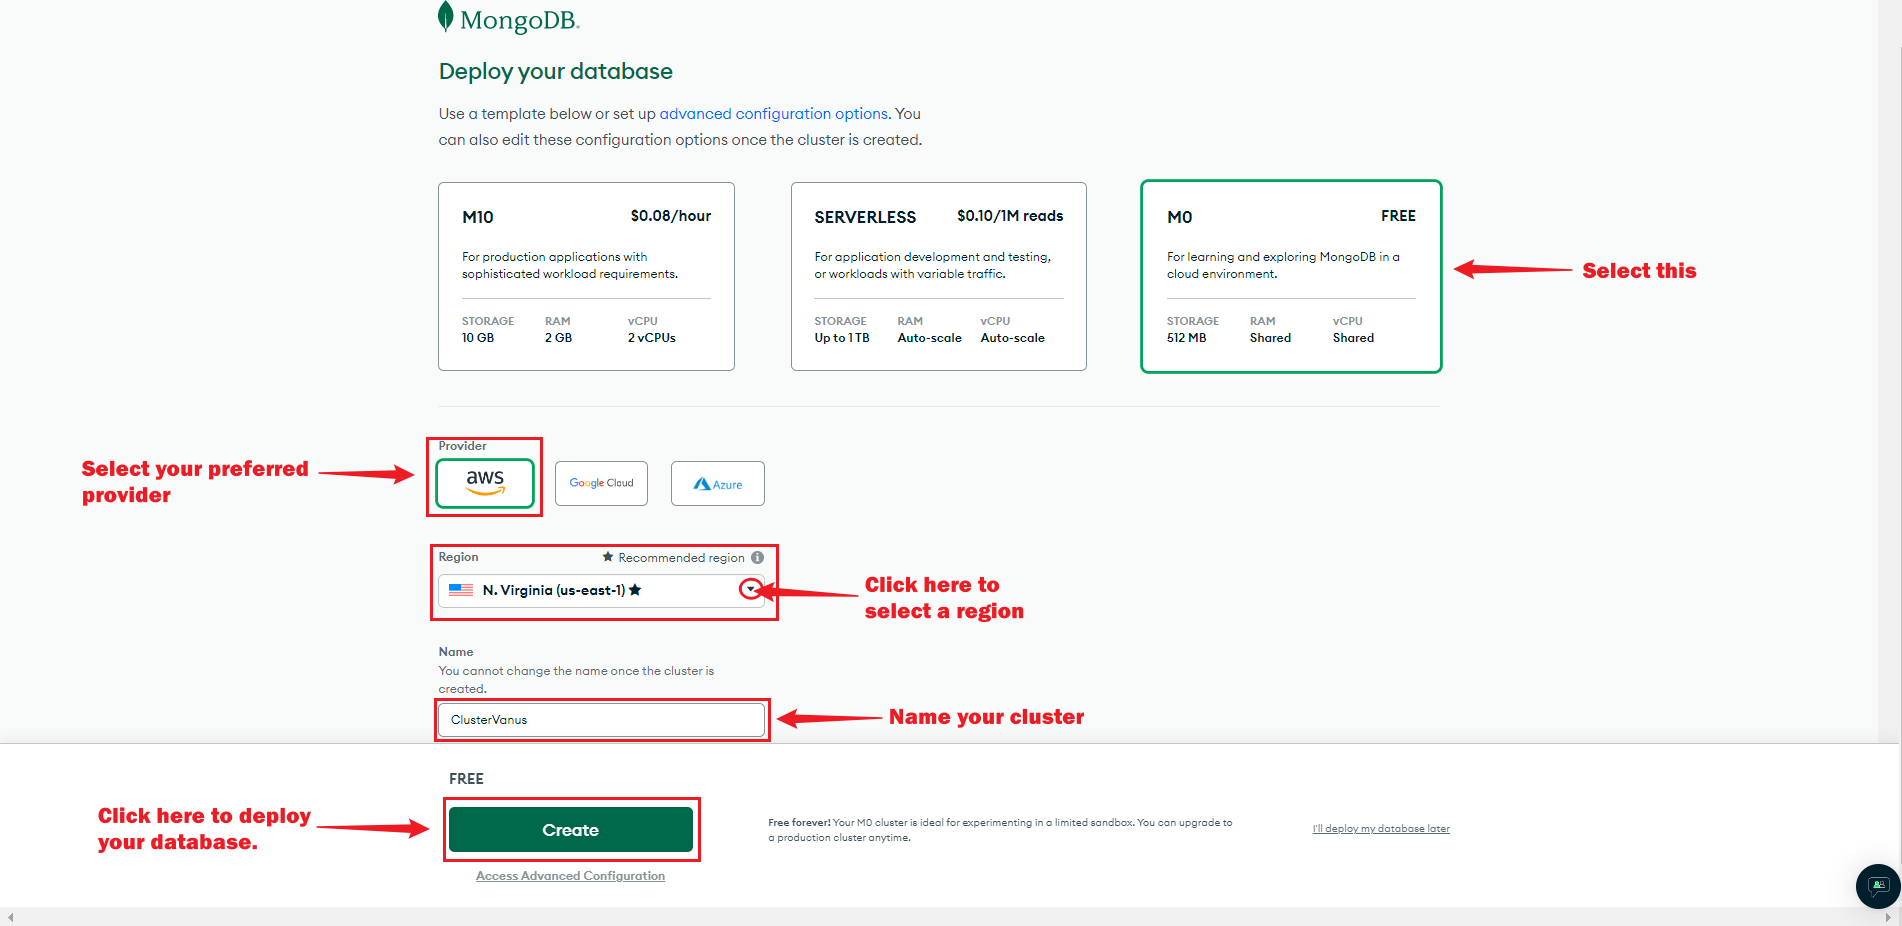 MongoDB.
Deploy your database
Use a template below or set up advanced configuration options. You
can also edit these configuration options once the cluster is created.
M10 $0.08/hour
For production applications with
sophisticated workload requirements.
STORAGE RAM vCPU
10 GB 2 GB 2 vCPUs
SERVERLESS $0.10/1M reads
For application development and testing,
or workloads with variable traffic.
STORAGE RAM vCPU
Up to 1 TB Auto-scale Auto-scale
M0 FREE
For learning and exploring MongoDB in a
cloud environment.
STORAGE RAM vCPU
512 MB Shared Shared
Select this
Select your preferred
provider
Provider
aws
Google Cloud
Azure
Region
★ Recommended region
N. Virginia (us-east-1) ★
Click here to
select a region
Name
You cannot change the name once the cluster is
created.
ClusterVanus
Name your cluster
FREE
Click here to deploy
your database.
Create
Access Advanced Configuration
Free forever! Your M0 cluster is ideal for experimenting in a limited sandbox. You can upgrade to
a production cluster anytime.
I'll deploy my database later